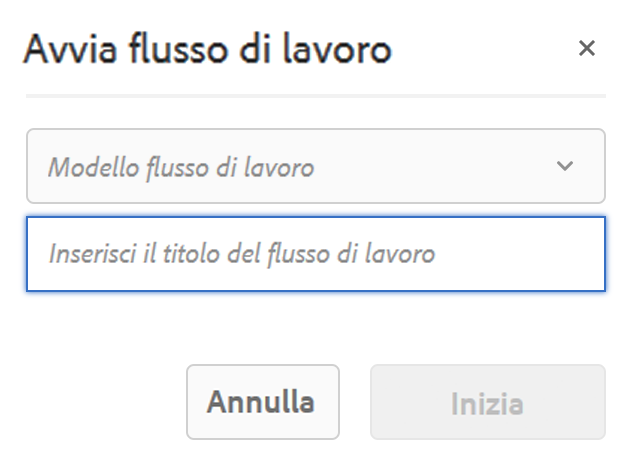 Avvia flusso di lavoro
Modello flusso di lavoro
Inserisci il titolo del flusso di lavoro
Annulla
Inizia